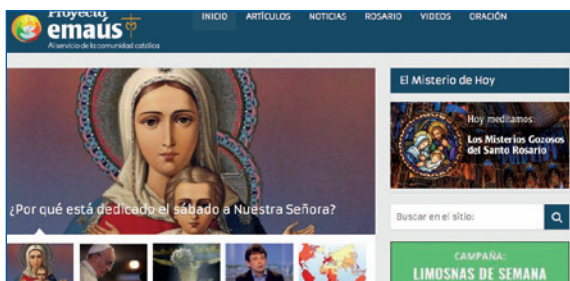 Proyecto
emaús
Al servicio de la comunidad católica
INICIO ARTÍCULOS NOTICIAS ROSARIO VIDEOS ORACIÓN
¿Por qué está dedicado el sábado a Nuestra Señora?
El Misterio de Hoy
Hoy meditamos:
Los Misterios Gozosos
del Santo Rosario
Buscar en el sitio:
CAMPAÑA:
LIMOSNAS DE SEMANA